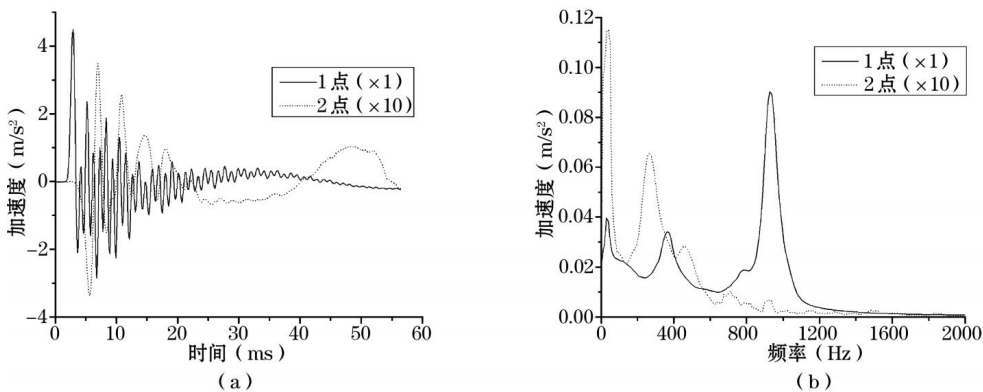 加速度（m/s²）
4
2
0
−2
−4
1点（×1）
2点（×10）
0 10 20 30 40 50 60
时间（ms）
（a）
加速度（m/s²）
0.12
0.10
0.08
0.06
0.04
0.02
0.00
1点（×1）
2点（×10）
0 400 800 1200 1600 2000
频率（Hz）
（b）